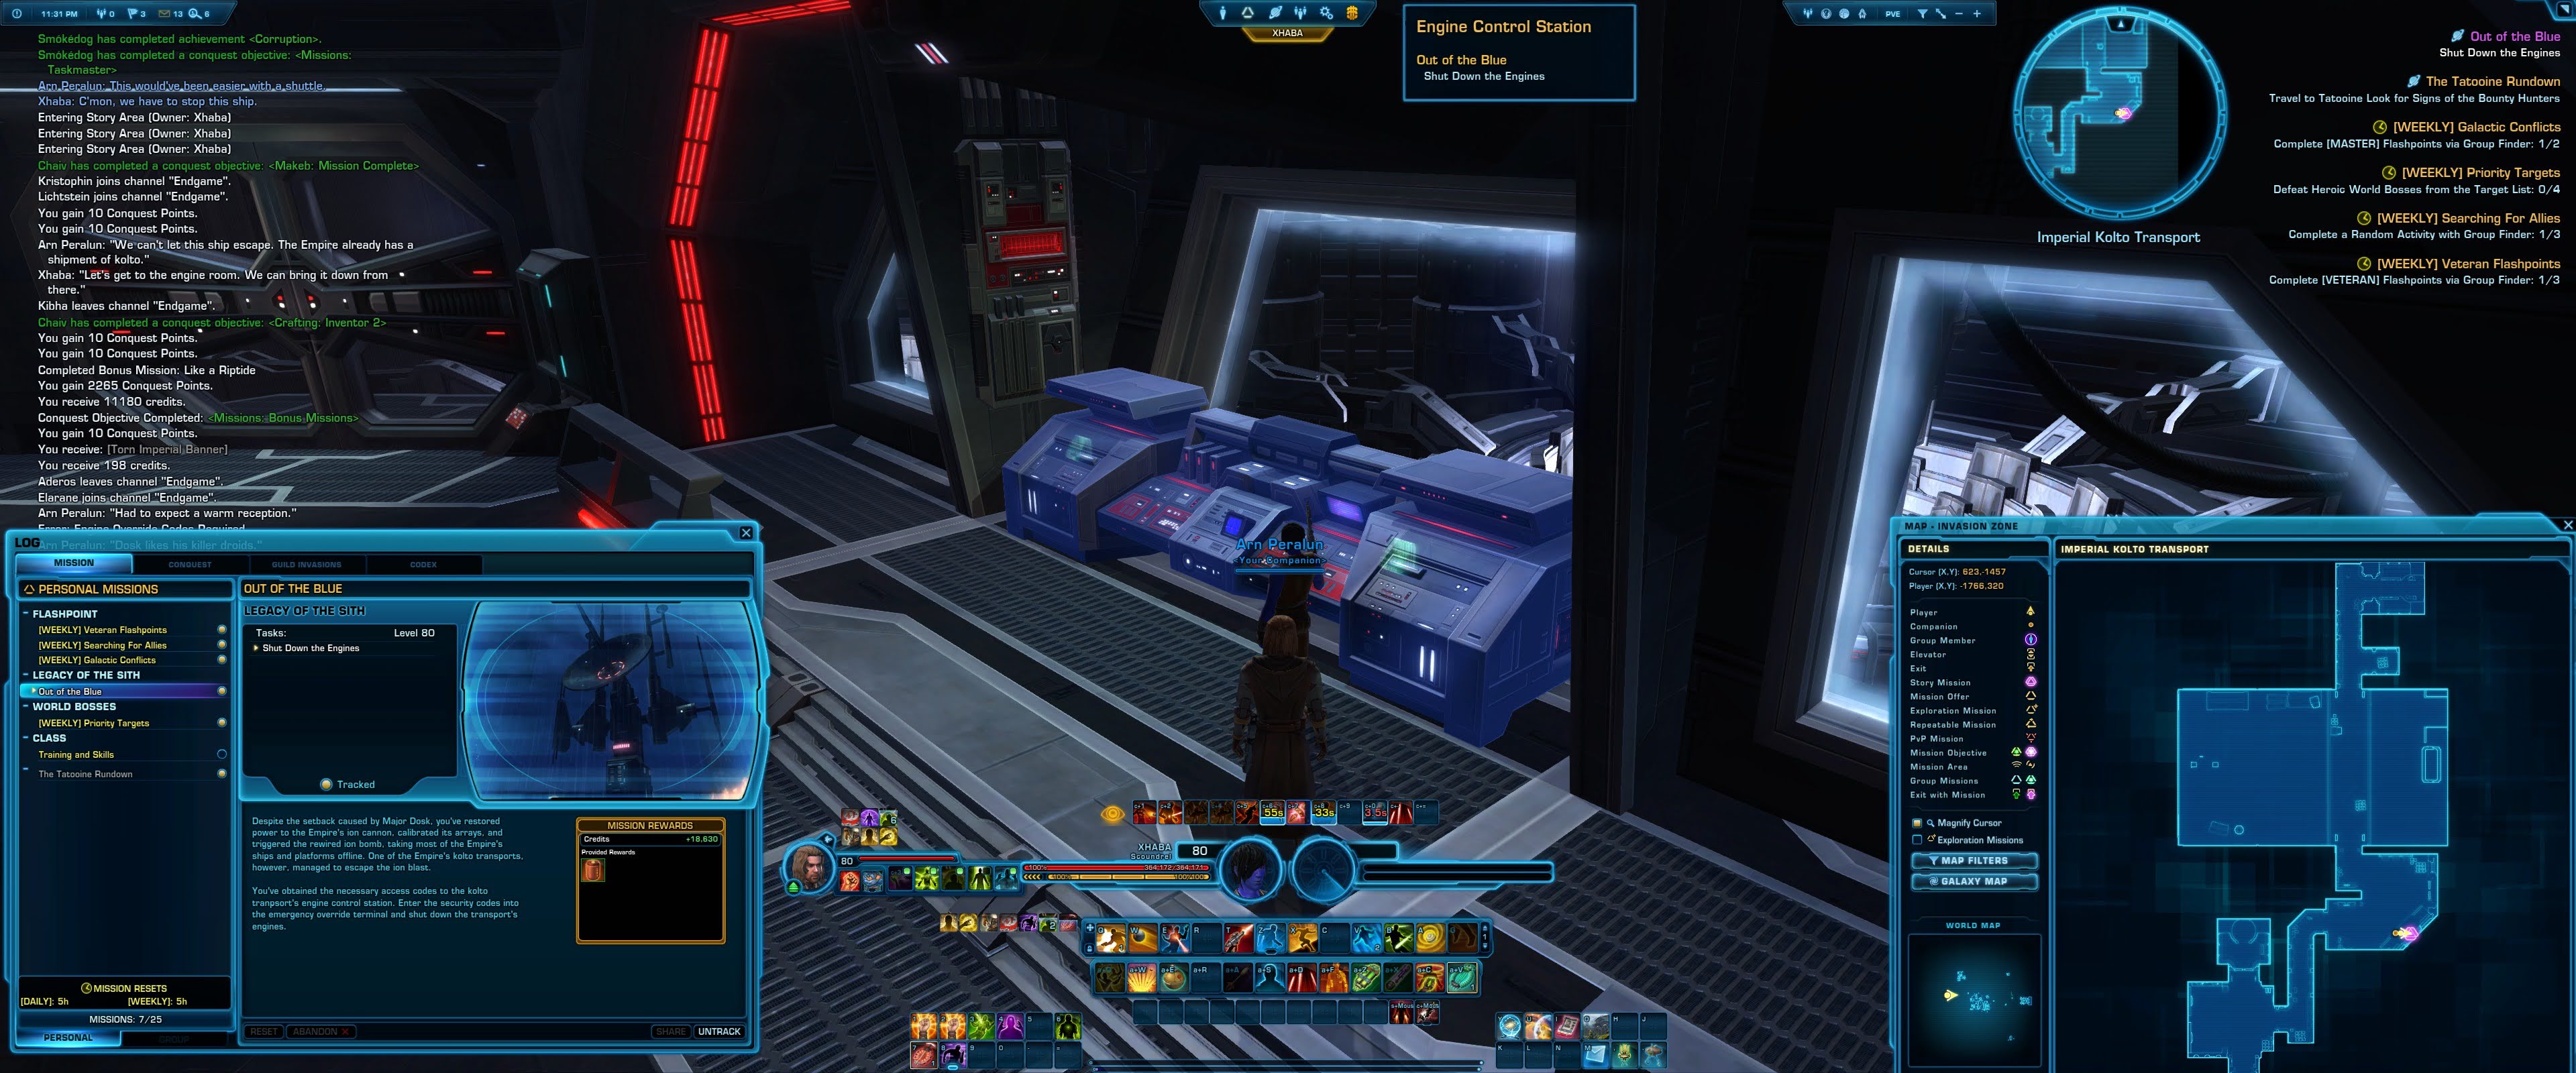 11:31 PM 0 3 13 6
Smókédog has completed achievement <Corruption>.
Smókédog has completed a conquest objective: <Missions:
Taskmaster>
Arn Peralun: This would've been easier with a shuttle.
Xhaba: C'mon, we have to stop this ship.
Entering Story Area (Owner: Xhaba)
Entering Story Area (Owner: Xhaba)
Entering Story Area (Owner: Xhaba)
Chaiv has completed a conquest objective: <Makeb: Mission Complete>
Kristophin joins channel "Endgame".
Lichtstein joins channel "Endgame".
You gain 10 Conquest Points.
You gain 10 Conquest Points.
Arn Peralun: "We can't let this ship escape. The Empire already has a
shipment of kolto."
Xhaba: "Let's get to the engine room. We can bring it down from
there."
Kibha leaves channel "Endgame".
Chaiv has completed a conquest objective: <Crafting: Inventor 2>
You gain 10 Conquest Points.
You gain 10 Conquest Points.
Completed Bonus Mission: Like a Riptide
You gain 2265 Conquest Points.
You receive 11180 credits.
Conquest Objective Completed: <Missions: Bonus Missions>
You gain 10 Conquest Points.
You receive: [Torn Imperial Banner]
You receive 198 credits.
Aderos leaves channel "Endgame".
Elarane joins channel "Endgame".
Arn Peralun: "Had to expect a warm reception."
Error: Engine Override Codes Required
Arn Peralun: "Dosk likes his killer droids."
XHABA
Engine Control Station
Out of the Blue
Shut Down the Engines
PVE
Imperial Kolto Transport
Out of the Blue
Shut Down the Engines
The Tatooine Rundown
Travel to Tatooine Look for Signs of the Bounty Hunters
[WEEKLY] Galactic Conflicts
Complete [MASTER] Flashpoints via Group Finder: 1/2
[WEEKLY] Priority Targets
Defeat Heroic World Bosses from the Target List: 0/4
[WEEKLY] Searching For Allies
Complete a Random Activity with Group Finder: 1/3
[WEEKLY] Veteran Flashpoints
Complete [VETERAN] Flashpoints via Group Finder: 1/3
LOG
MISSION CONQUEST GUILD INVASIONS CODEX
PERSONAL MISSIONS
FLASHPOINT
[WEEKLY] Veteran Flashpoints
[WEEKLY] Searching For Allies
[WEEKLY] Galactic Conflicts
LEGACY OF THE SITH
Out of the Blue
WORLD BOSSES
[WEEKLY] Priority Targets
CLASS
Training and Skills
The Tatooine Rundown
MISSION RESETS
[DAILY]: 5h [WEEKLY]: 5h
MISSIONS: 7/25
PERSONAL GROUP
OUT OF THE BLUE
LEGACY OF THE SITH
Tasks: Level 80
Shut Down the Engines
Tracked
Despite the setback caused by Major Dosk, you've restored
power to the Empire's ion cannon, calibrated its arrays, and
triggered the rewired ion bomb, taking most of the Empire's
ships and platforms offline. One of the Empire's kolto transports,
however, managed to escape the ion blast.
You've obtained the necessary access codes to the kolto
transport's engine control station. Enter the security codes into
the emergency override terminal and shut down the transport's
engines.
MISSION REWARDS
Credits +18,630
Provided Rewards
RESET ABANDON SHARE UNTRACK
Arn Peralun
<Your Companion>
80
XHABA
Scoundrel
80
100% 364,172/364,171
100% 100/100
55s 33s 3.5s
MAP - INVASION ZONE
DETAILS
IMPERIAL KOLTO TRANSPORT
Cursor (X,Y): 623,-1457
Player (X,Y): -1766,320
Player
Companion
Group Member
Elevator
Exit
Story Mission
Mission Offer
Exploration Mission
Repeatable Mission
PvP Mission
Mission Objective
Mission Area
Group Missions
Exit with Mission
Magnify Cursor
Exploration Missions
MAP FILTERS
GALAXY MAP
WORLD MAP